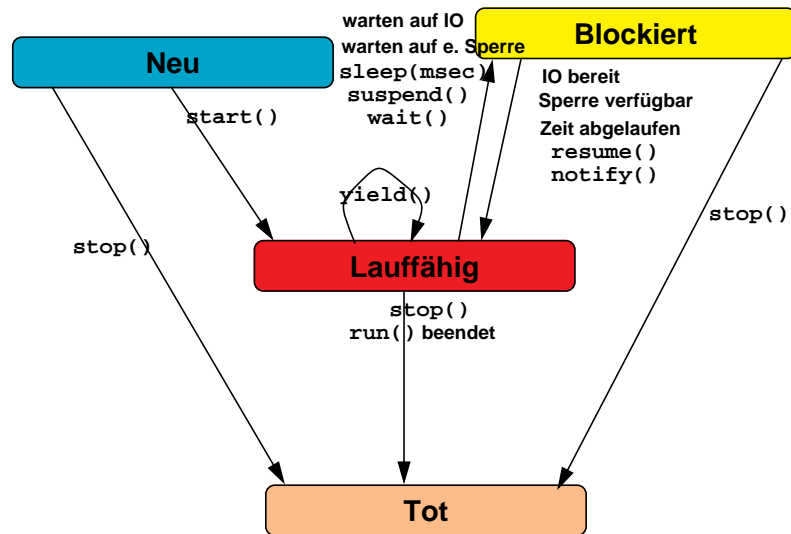 warten auf IO
Blockiert
warten auf e. Sperre
Neu
sleep(msec)
IO bereit
suspend()
Sperre verfügbar
start()
wait()
Zeit abgelaufen
resume()
notify()
yield()
stop()
stop()
Lauffähig
stop()
run() beendet
Tot